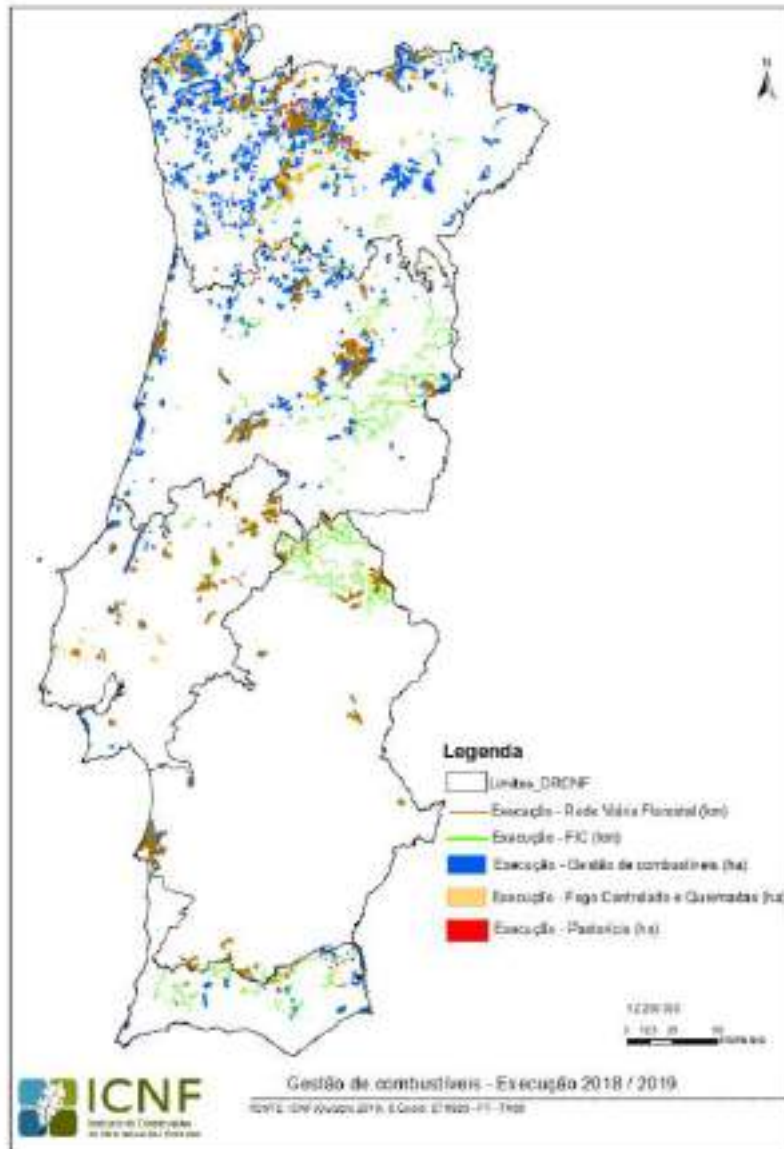 N
Legenda
Limites_DRCNF
Execução - Rede Viária Florestal (km)
Execução - FIC (km)
Execução - Gestão de combustíveis (ha)
Execução - Fogo Controlado e Queimadas (ha)
Execução - Pastorícia (ha)
ICNF
Gestão de combustíveis - Execução 2018 / 2019